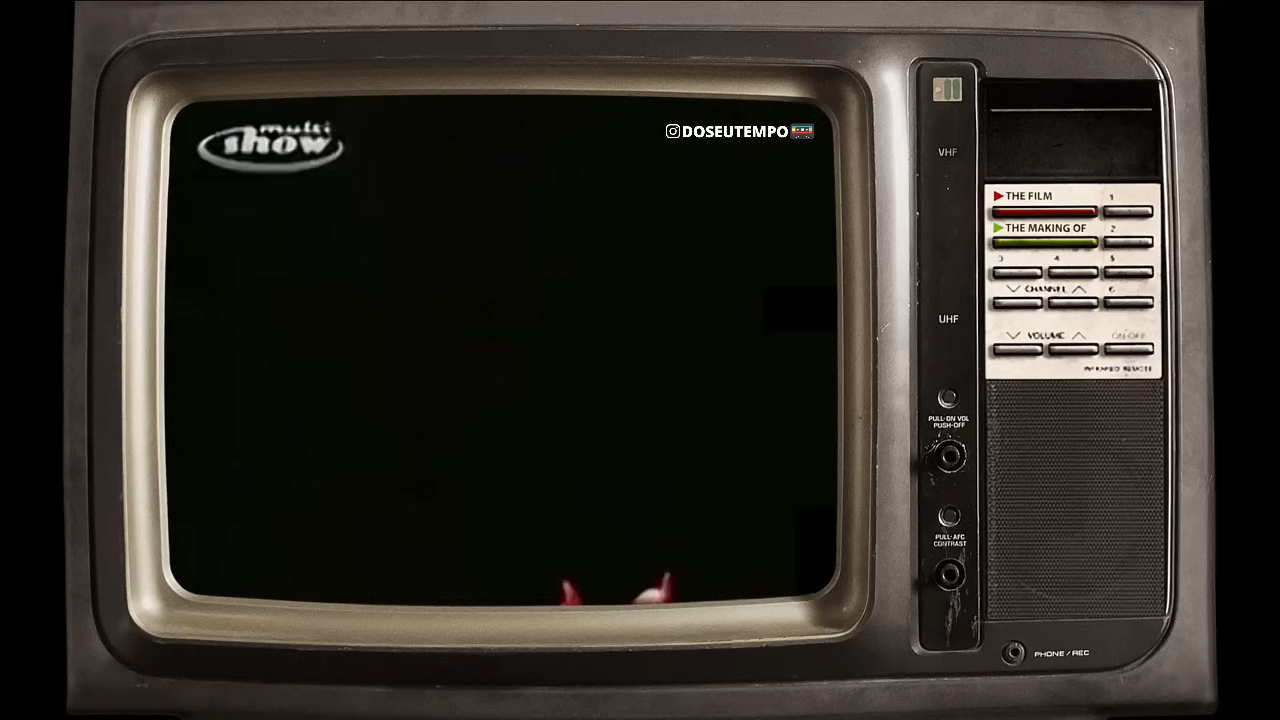 multi
show
DOSEUTEMPO
VHF
UHF
PULL-ON VOL
PUSH-OFF
PULL-AFC
CONTRAST
THE FILM
1
THE MAKING OF
2
3 4 5
CHANNEL 6
VOLUME ON-OFF
PHONE/REC